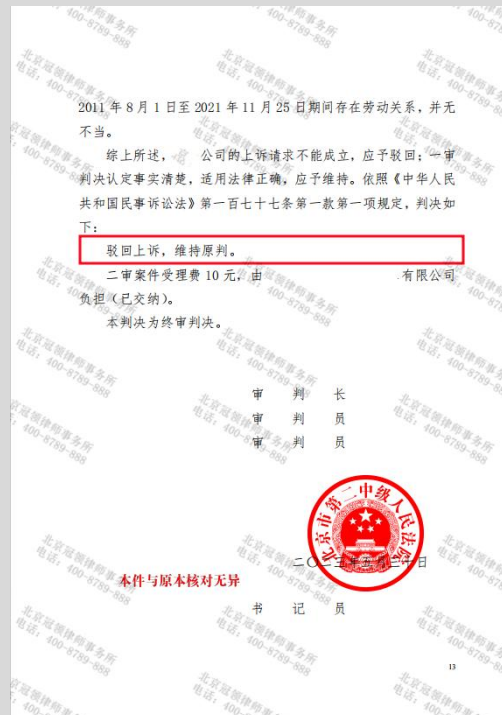 2011 年 8 月 1 日至 2021 年 11 月 25 日期间存在劳动关系，并无
不当。
综上所述， 公司的上诉请求不能成立，应予驳回；一审
判决认定事实清楚，适用法律正确，应予维持。依照《中华人民
共和国民事诉讼法》第一百七十七条第一款第一项规定，判决如
下：
驳回上诉，维持原判。
二审案件受理费 10 元，由 有限公司
负担（已交纳）。
本判决为终审判决。
审 判 长
审 判 员
审 判 员
北京市第二中级人民法院
二〇二三年 月三十日
本件与原本核对无异
书 记 员
13
北京冠领律师事务所
电话：400-8789-888